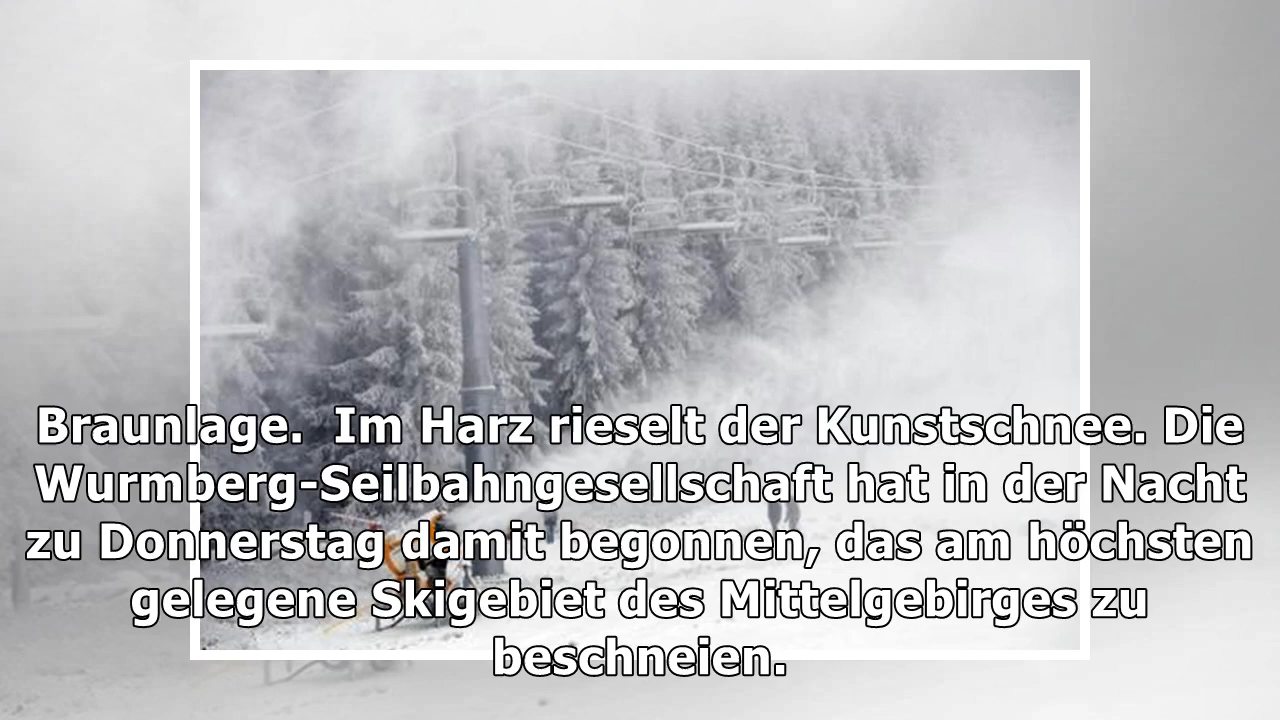 Braunlage.  Im Harz rieselt der Kunstschnee. Die
Wurmberg-Seilbahngesellschaft hat in der Nacht
zu Donnerstag damit begonnen, das am höchsten
gelegene Skigebiet des Mittelgebirges zu
beschneien.